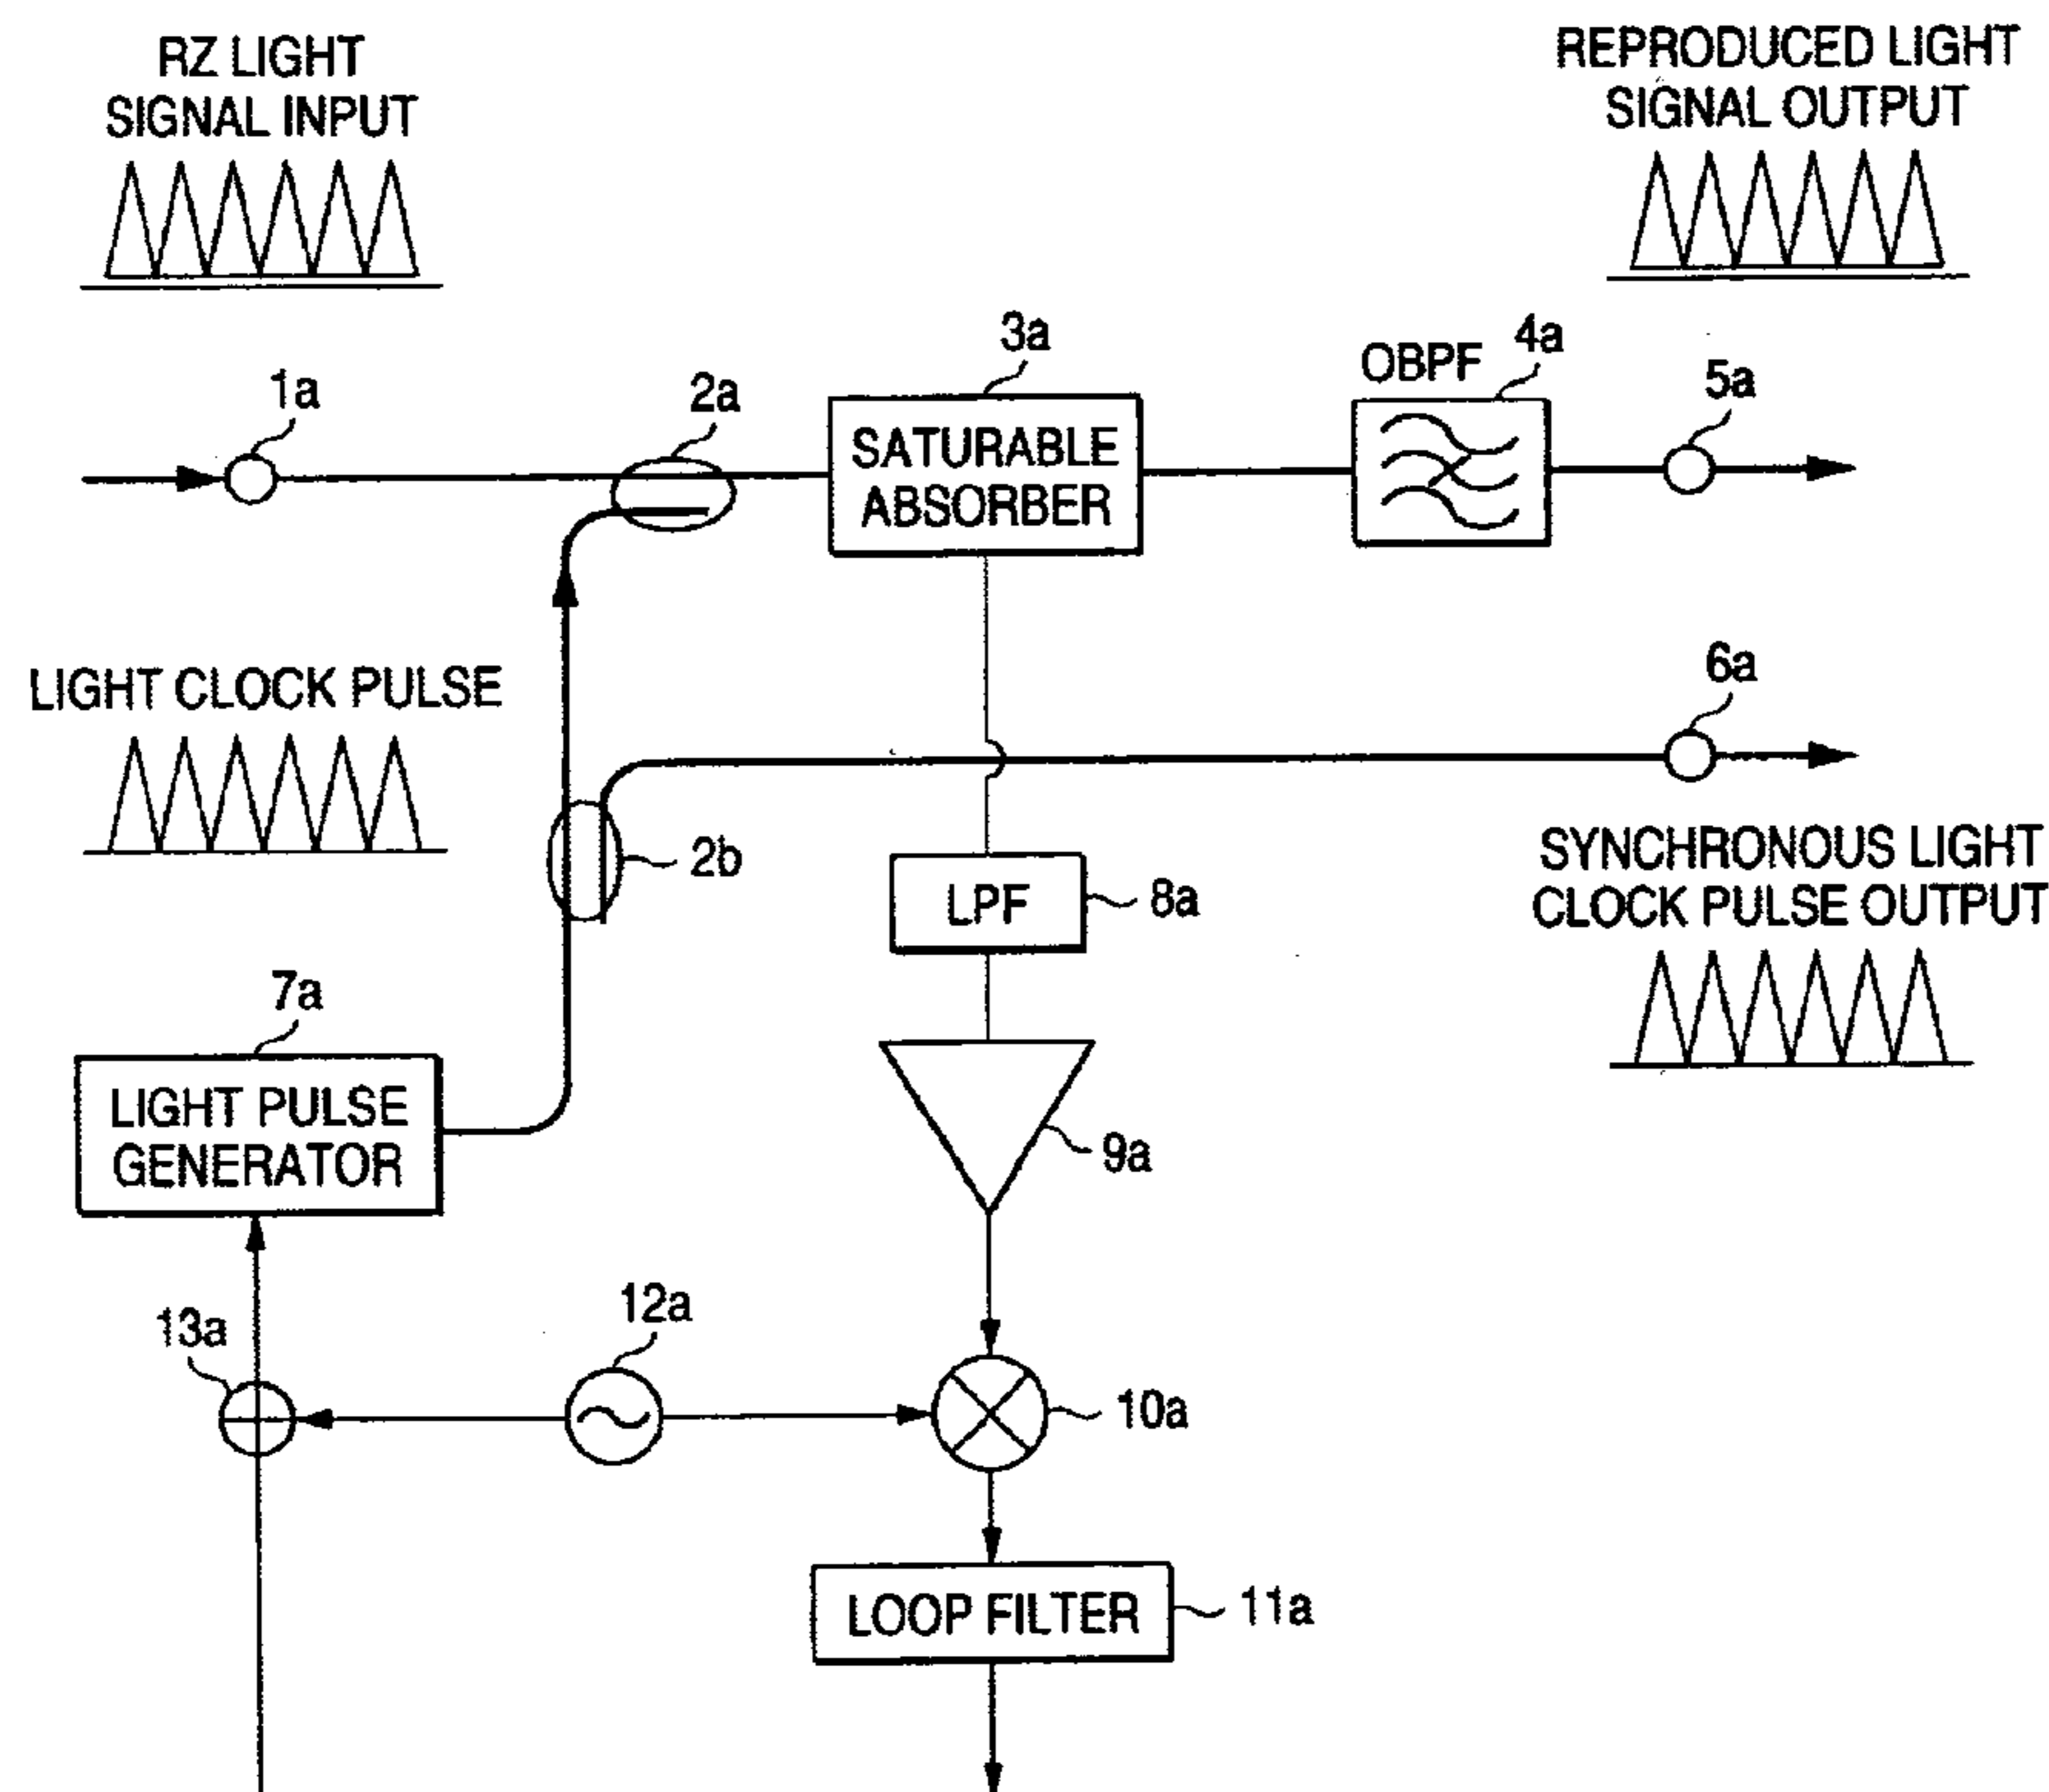 RZ LIGHT
SIGNAL INPUT
REPRODUCED LIGHT
SIGNAL OUTPUT
1a
2a
3a
SATURABLE
ABSORBER
OBPF
4a
5a
LIGHT CLOCK PULSE
6a
2b
LPF
8a
SYNCHRONOUS LIGHT
CLOCK PULSE OUTPUT
7a
LIGHT PULSE
GENERATOR
9a
13a
12a
10a
LOOP FILTER
11a